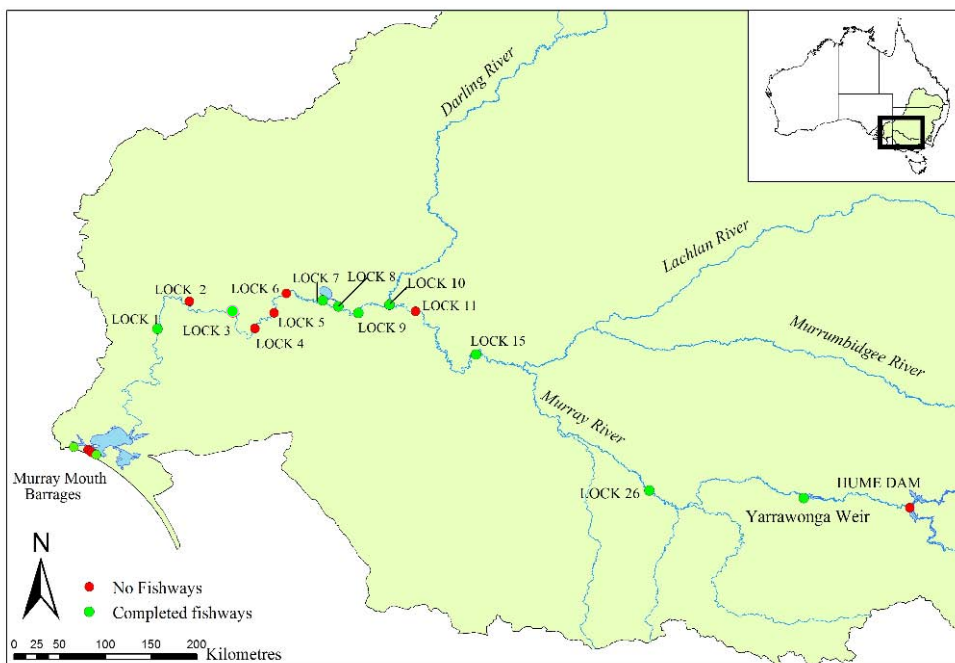 Darling River
Lachlan River
Murrumbidgee River
LOCK 7
LOCK 8
LOCK 6
LOCK 10
LOCK 2
LOCK 1
LOCK 3
LOCK 5
LOCK 11
LOCK 4
LOCK 9
LOCK 15
Murray River
Murray Mouth
Barrages
LOCK 26
HUME DAM
Yarrawonga Weir
N
No Fishways
Completed fishways
0 25 50 100 150 200
Kilometres